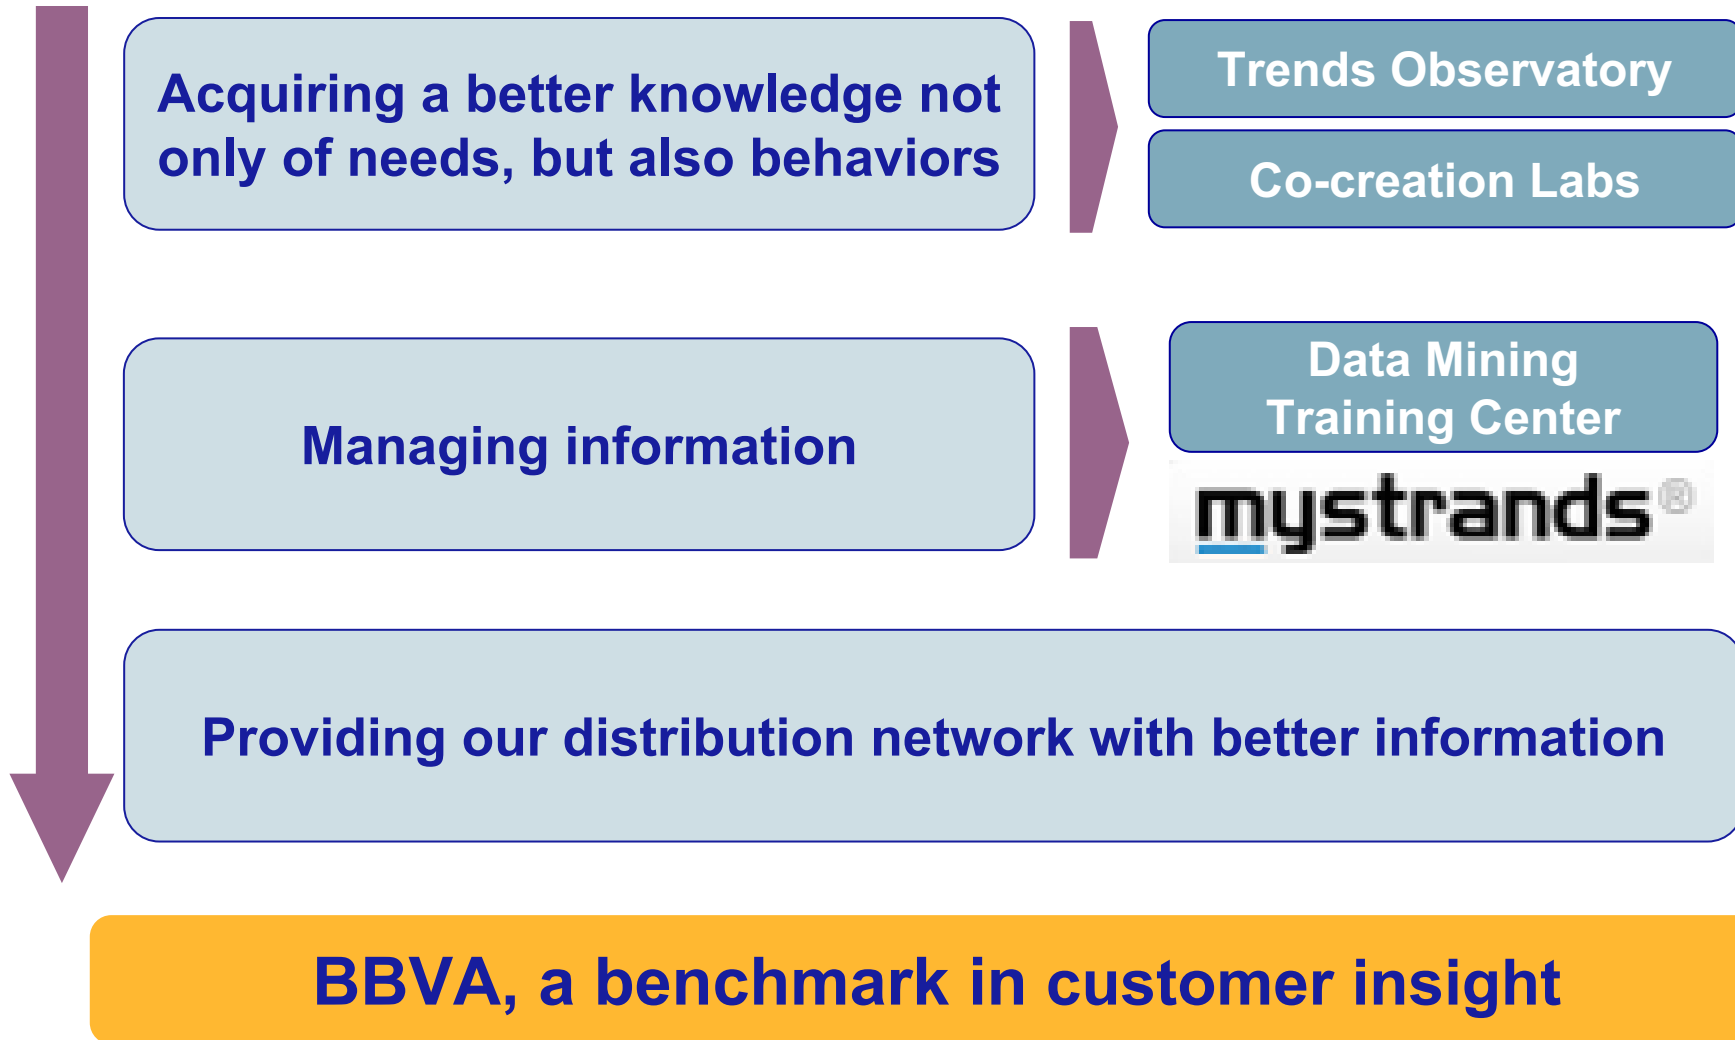 Acquiring a better knowledge not
only of needs, but also behaviors
Trends Observatory
Co-creation Labs
Managing information
Data Mining
Training Center
mystrands®
Providing our distribution network with better information
BBVA, a benchmark in customer insight